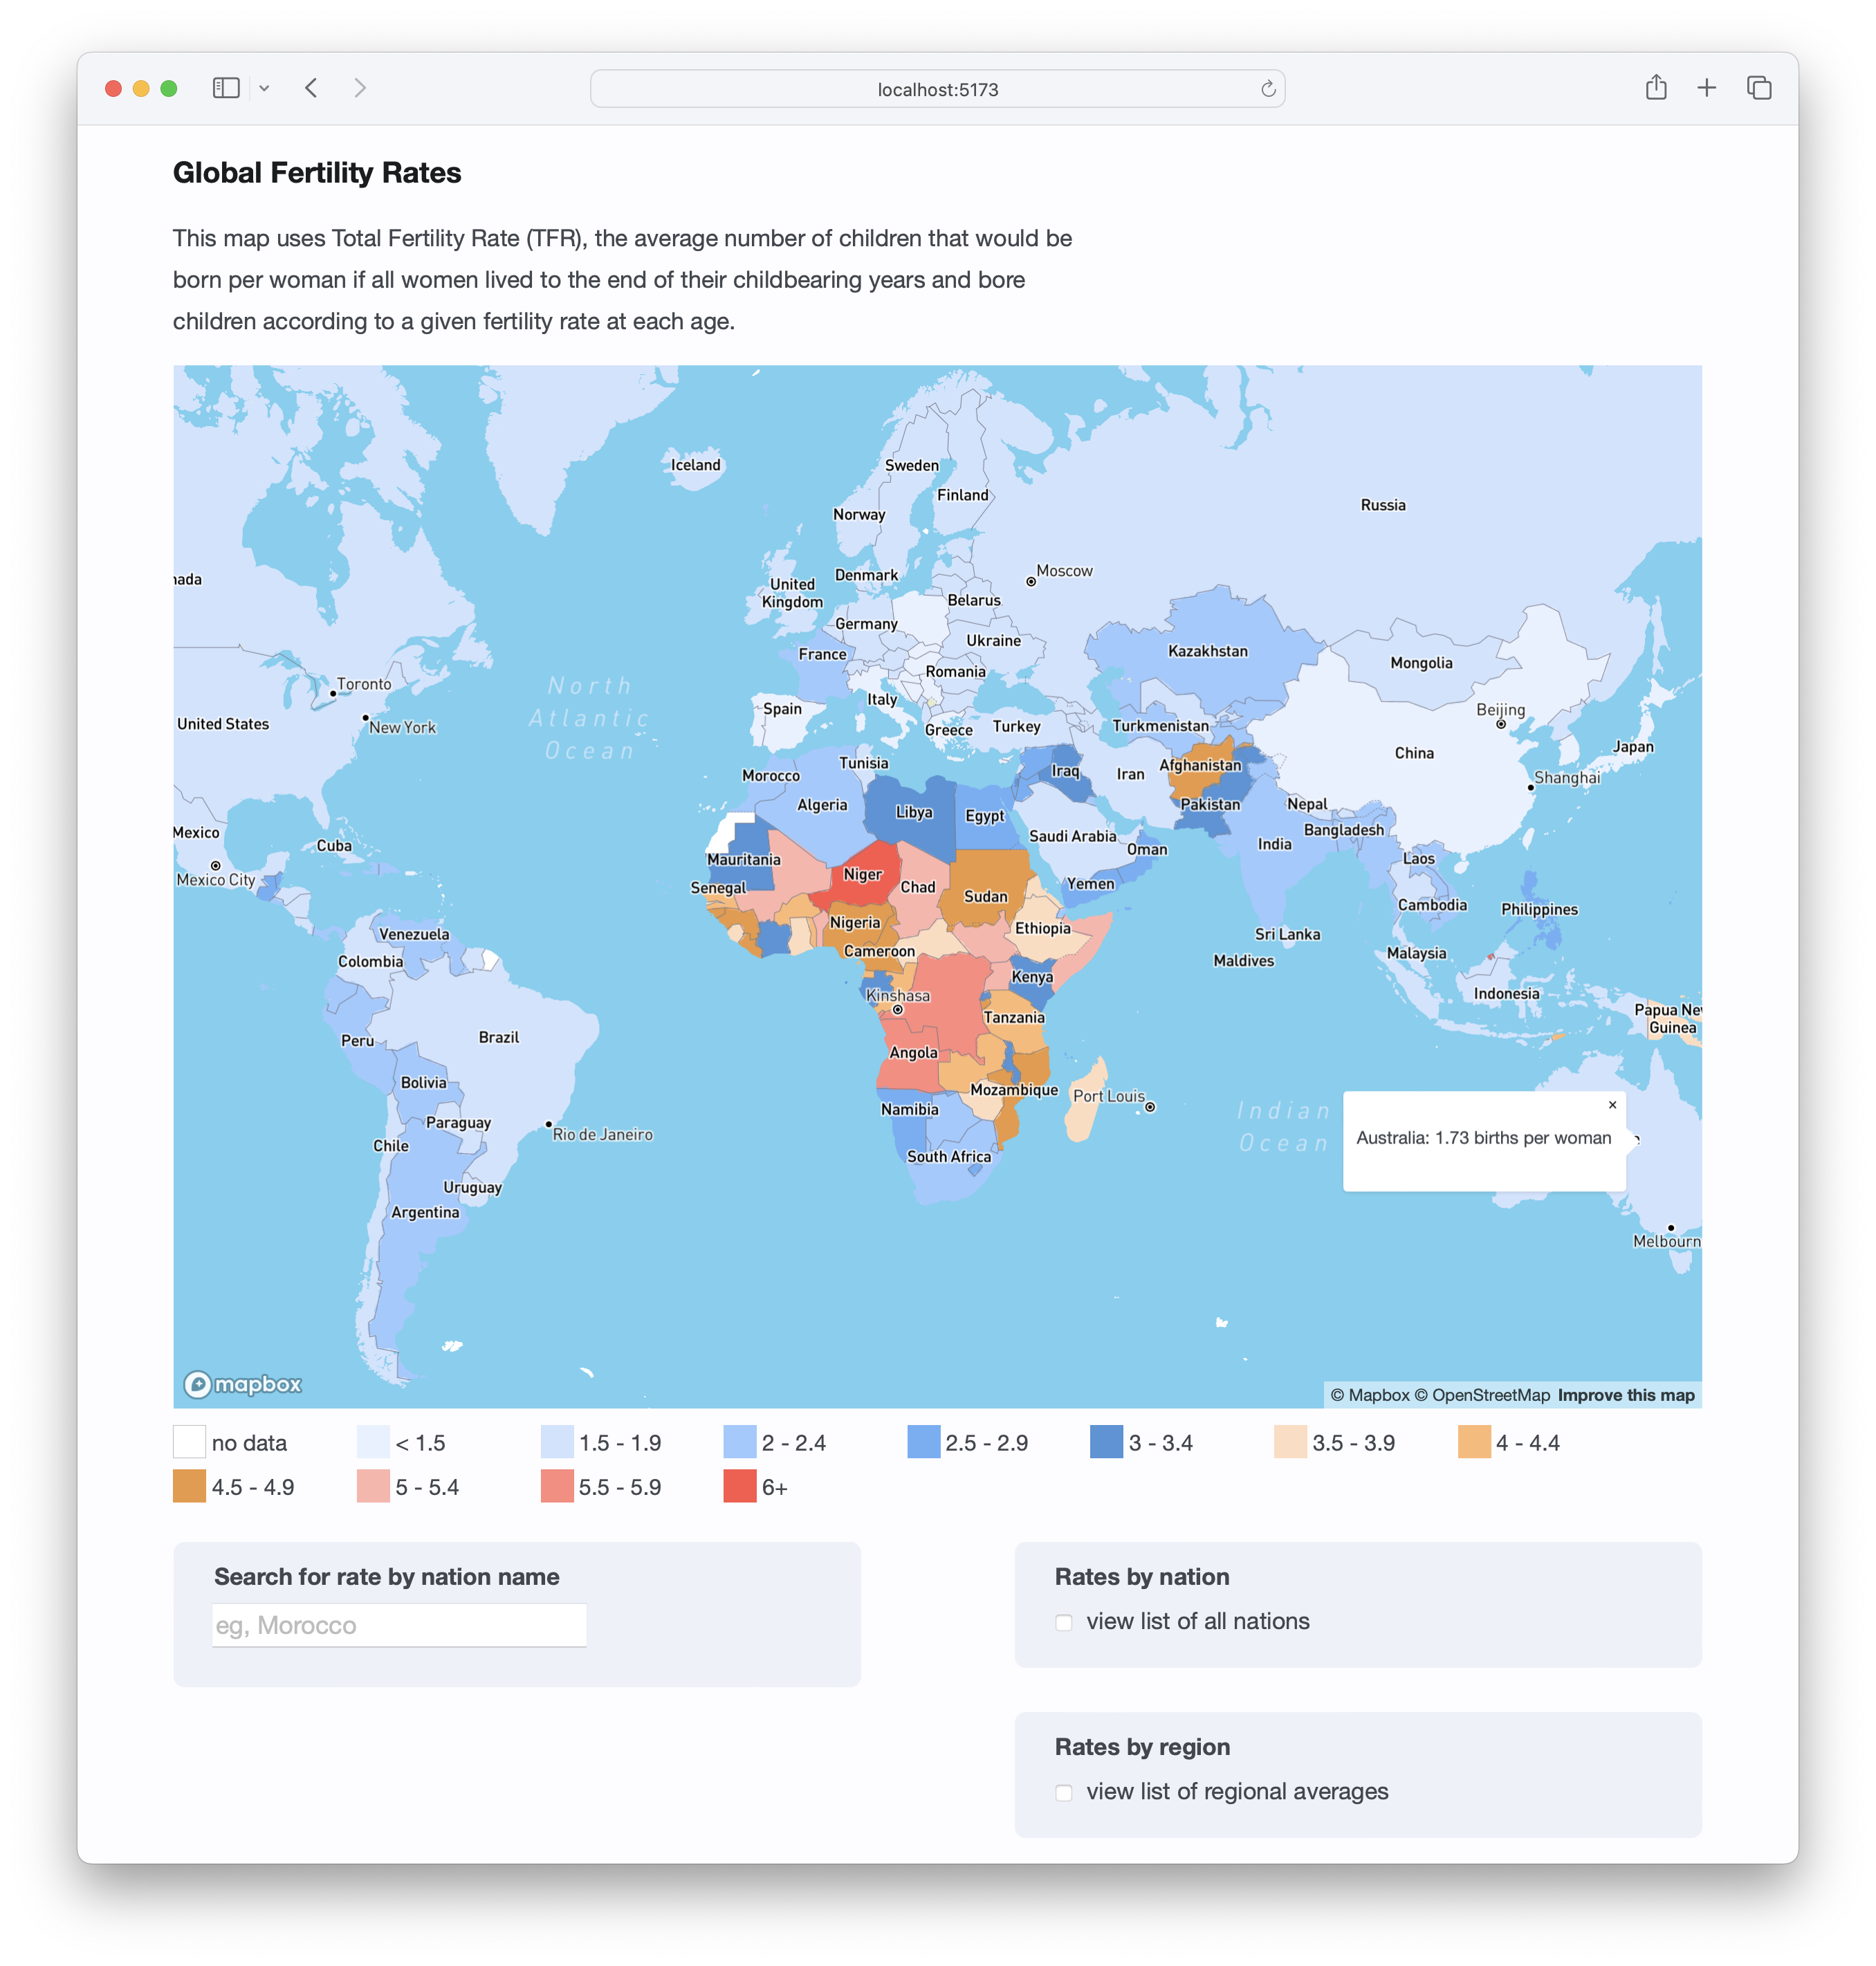 localhost:5173
Global Fertility Rates
This map uses Total Fertility Rate (TFR), the average number of children that would be
born per woman if all women lived to the end of their childbearing years and bore
children according to a given fertility rate at each age.
Iceland
Sweden
Finland
Norway
Russia
Moscow
nada
Denmark
United
Kingdom
Belarus
Germany
Ukraine
France
Kazakhstan
Romania
Mongolia
Toronto
North
Atlantic
Ocean
Italy
Spain
Beijing
United States
New York
Greece
Turkey
Turkmenistan
Japan
China
Tunisia
Morocco
Iraq
Iran
Afghanistan
Shanghai
Algeria
Libya
Egypt
Pakistan
Nepal
Mexico
Cuba
Saudi Arabia
Bangladesh
India
Oman
Mauritania
Laos
Mexico City
Niger
Chad
Senegal
Yemen
Sudan
Cambodia
Philippines
Nigeria
Ethiopia
Venezuela
Sri Lanka
Cameroon
Malaysia
Colombia
Maldives
Kenya
Kinshasa
Indonesia
Papua New
Guinea
Tanzania
Brazil
Peru
Angola
Bolivia
Mozambique
Port Louis
Namibia
Indian
Ocean
Paraguay
Rio de Janeiro
×
Australia: 1.73 births per woman
Chile
South Africa
Uruguay
Argentina
Melbourn
mapbox
© Mapbox © OpenStreetMap Improve this map
no data
< 1.5
1.5 - 1.9
2 - 2.4
2.5 - 2.9
3 - 3.4
3.5 - 3.9
4 - 4.4
4.5 - 4.9
5 - 5.4
5.5 - 5.9
6+
Search for rate by nation name
eg, Morocco
Rates by nation
view list of all nations
Rates by region
view list of regional averages